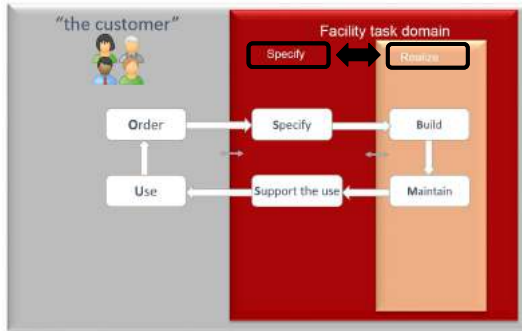 "the customer"
Facility task domain
Specify
Realize
Order
Specify
Build
Use
Support the use
Maintain